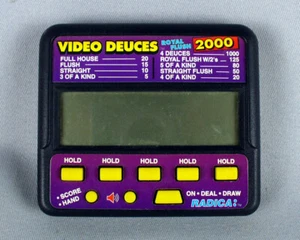 VIDEO DEUCES ROYAL FLUSH 2000
FULL HOUSE 20
FLUSH 15
STRAIGHT 10
3 OF A KIND 5
4 DEUCES 1000
ROYAL FLUSH W/2's 125
5 OF A KIND 80
STRAIGHT FLUSH 50
4 OF A KIND 20
HOLD HOLD HOLD HOLD HOLD
• SCORE
• HAND
ON • DEAL • DRAW
RADICA